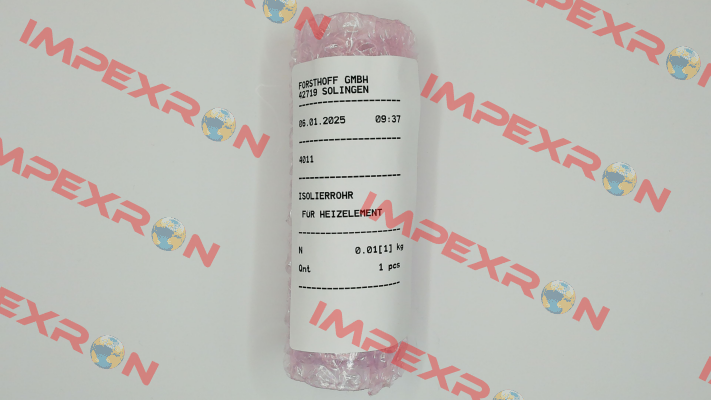 FORSTHOFF GMBH
42719 SOLINGEN
06.01.2025 09:37
4011
ISOLIERROHR
FUR HEIZELEMENT
N 0.01[1] kg
Qnt 1 pcs
IMPEXRON
IMPEXRON
IMPEXRON
IMPEXRON
IMPEXRON
IMPEXRON